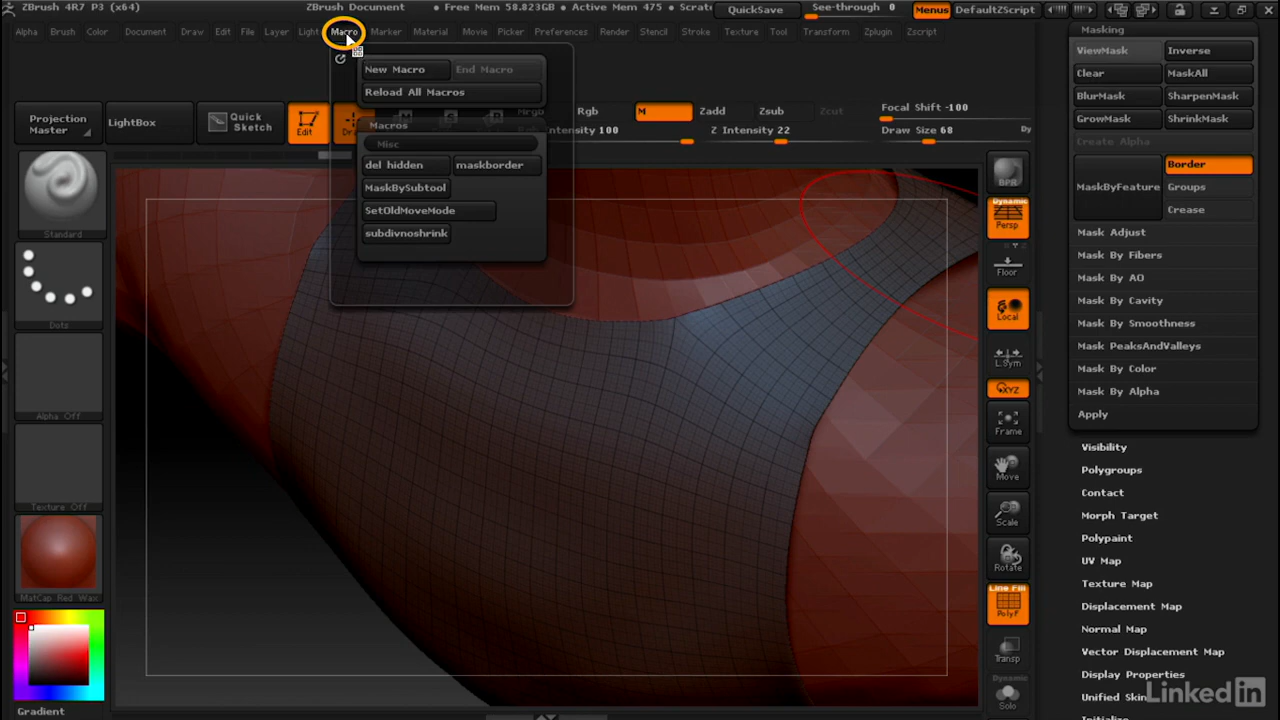 ZBrush 4R7 P3 (x64) ZBrush Document • Free Mem 58.823GB • Active Mem 475 • Scrat QuickSave See-through 0 Menus DefaultZScript
Alpha Brush Color Document Draw Edit File Layer Light Macro Marker Material Movie Picker Preferences Render Stencil Stroke Texture Tool Transform Zplugin Zscript
New Macro End Macro
Reload All Macros
Macros
Misc
del hidden maskborder
MaskBySubtool
SetOldMoveMode
subdivnoshrink
Projection Master
LightBox
Quick Sketch
Edit
Mrgb Rgb M Zadd Zsub Zcut
Intensity 100 Z Intensity 22
Focal Shift -100
Draw Size 68 Dy
Standard
Dots
Alpha Off
Texture Off
MatCap Red Wax
Gradient
BPR
Dynamic
Persp
Floor
Local
L.Sym
XYZ
Frame
Move
Scale
Rotate
Line Fill
PolyF
Transp
Dynamic
Solo
Masking
ViewMask Inverse
Clear MaskAll
BlurMask SharpenMask
GrowMask ShrinkMask
Create Alpha
MaskByFeature Border
Groups
Crease
Mask Adjust
Mask By Fibers
Mask By AO
Mask By Cavity
Mask By Smoothness
Mask PeaksAndValleys
Mask By Color
Mask By Alpha
Apply
Visibility
Polygroups
Contact
Morph Target
Polypaint
UV Map
Texture Map
Displacement Map
Normal Map
Vector Displacement Map
Display Properties
Unified Skin
LinkedIn